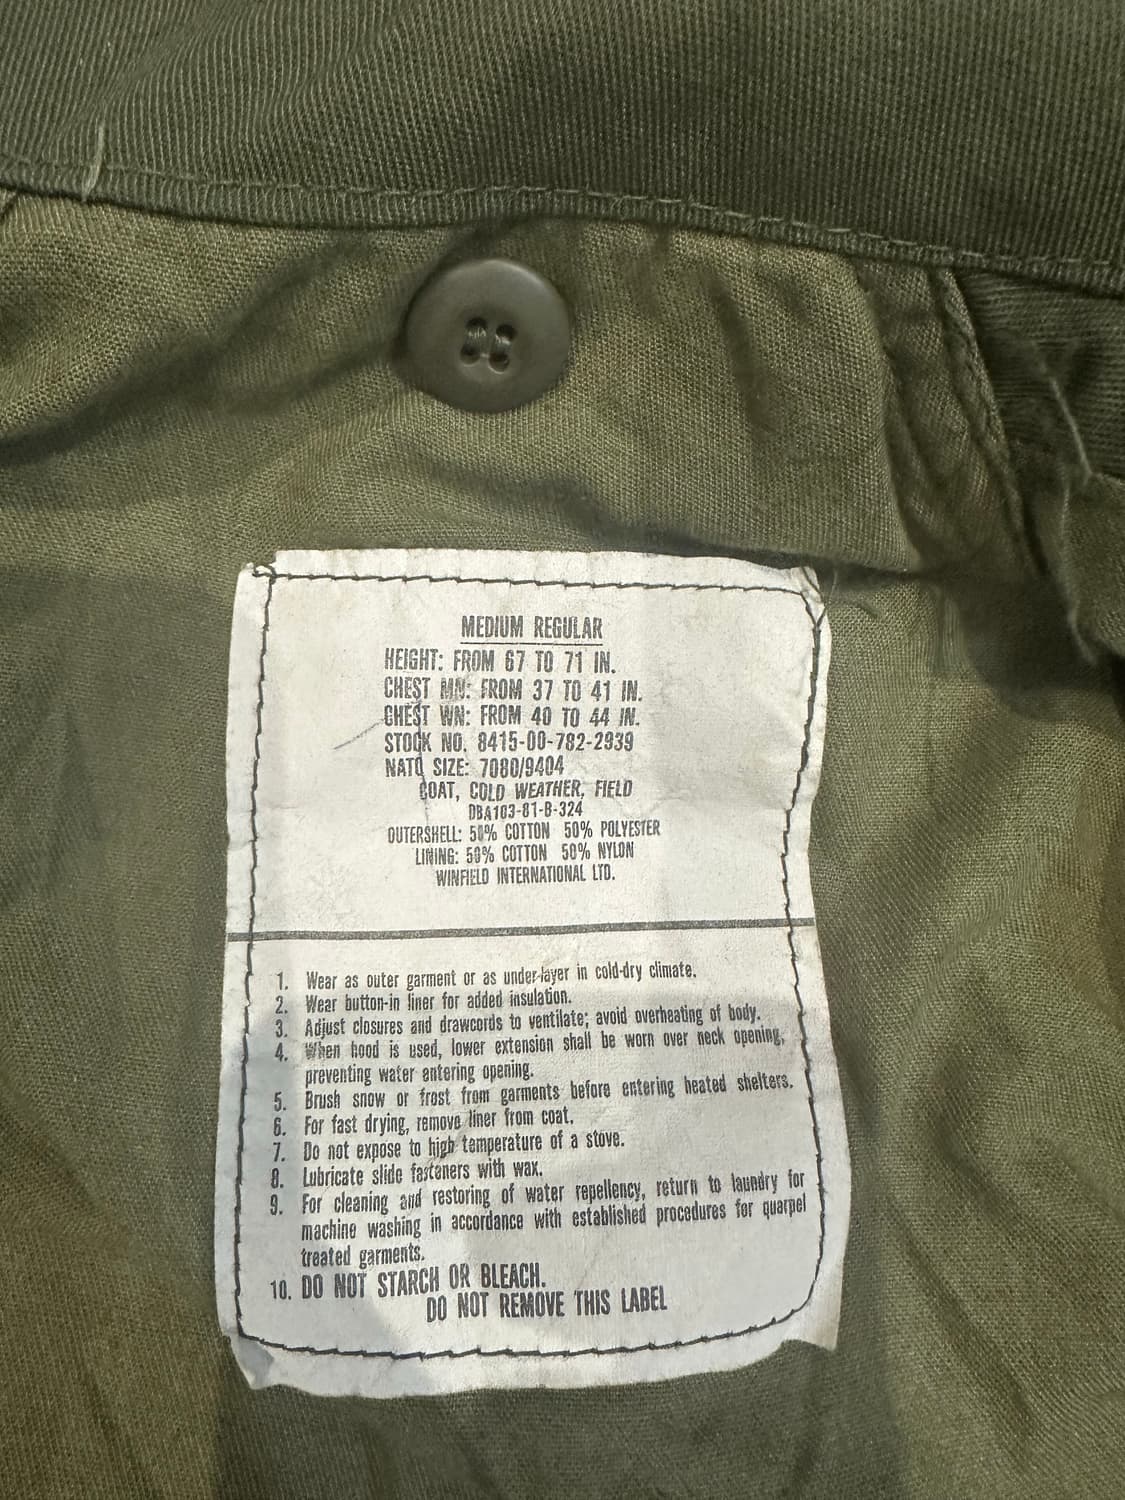 MEDIUM REGULAR
HEIGHT: FROM 67 TO 71 IN.
CHEST MN: FROM 37 TO 41 IN.
CHEST WN: FROM 40 TO 44 IN.
STOCK NO. 8415-00-782-2939
NATO SIZE: 7080/9404
COAT, COLD WEATHER, FIELD
DBA103-81-B-324
OUTERSHELL: 50% COTTON 50% POLYESTER
LINING: 50% COTTON 50% NYLON
WINFIELD INTERNATIONAL LTD.
1. Wear as outer garment or as under-layer in cold-dry climate.
2. Wear button-in liner for added insulation.
3. Adjust closures and drawcords to ventilate; avoid overheating of body.
4. When hood is used, lower extension shall be worn over neck opening,
preventing water entering opening.
5. Brush snow or frost from garments before entering heated shelters.
6. For fast drying, remove liner from coat.
7. Do not expose to high temperature of a stove.
8. Lubricate slide fasteners with wax.
9. For cleaning and restoring of water repellency, return to laundry for
machine washing in accordance with established procedures for quarpel
treated garments.
10. DO NOT STARCH OR BLEACH.
DO NOT REMOVE THIS LABEL